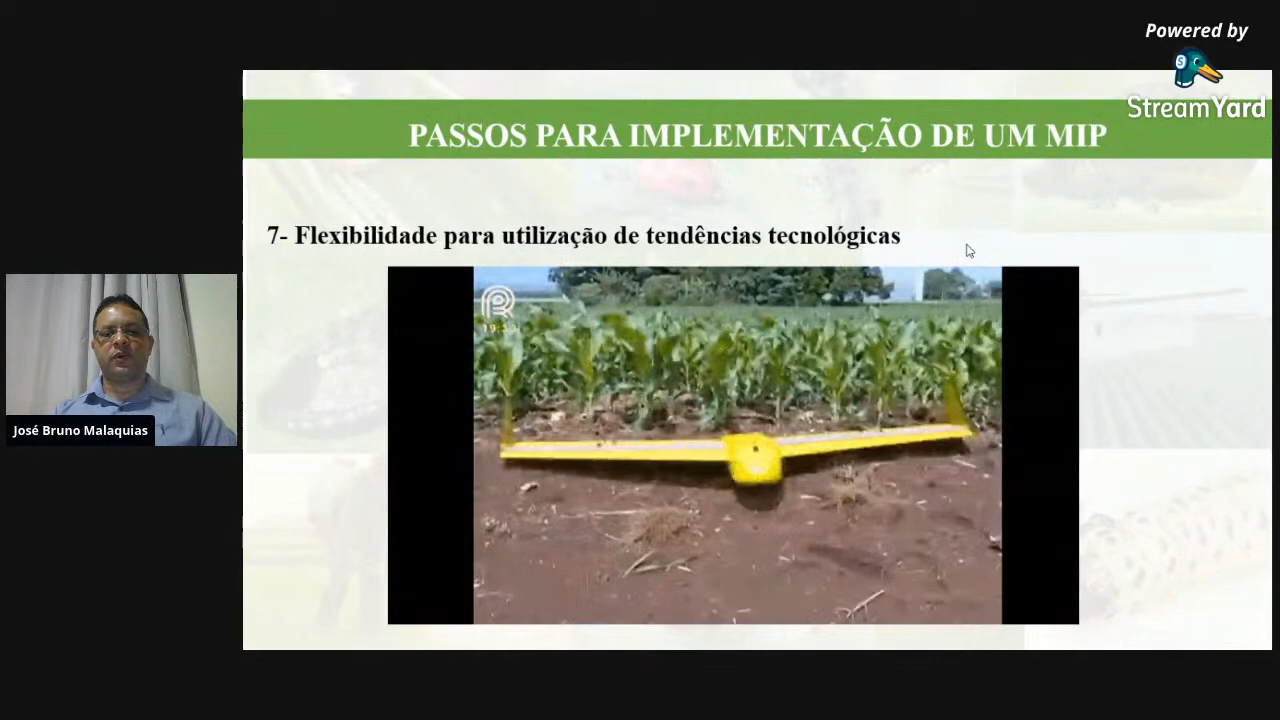 Powered by
StreamYard
PASSOS PARA IMPLEMENTAÇÃO DE UM MIP
7- Flexibilidade para utilização de tendências tecnológicas
José Bruno Malaquias